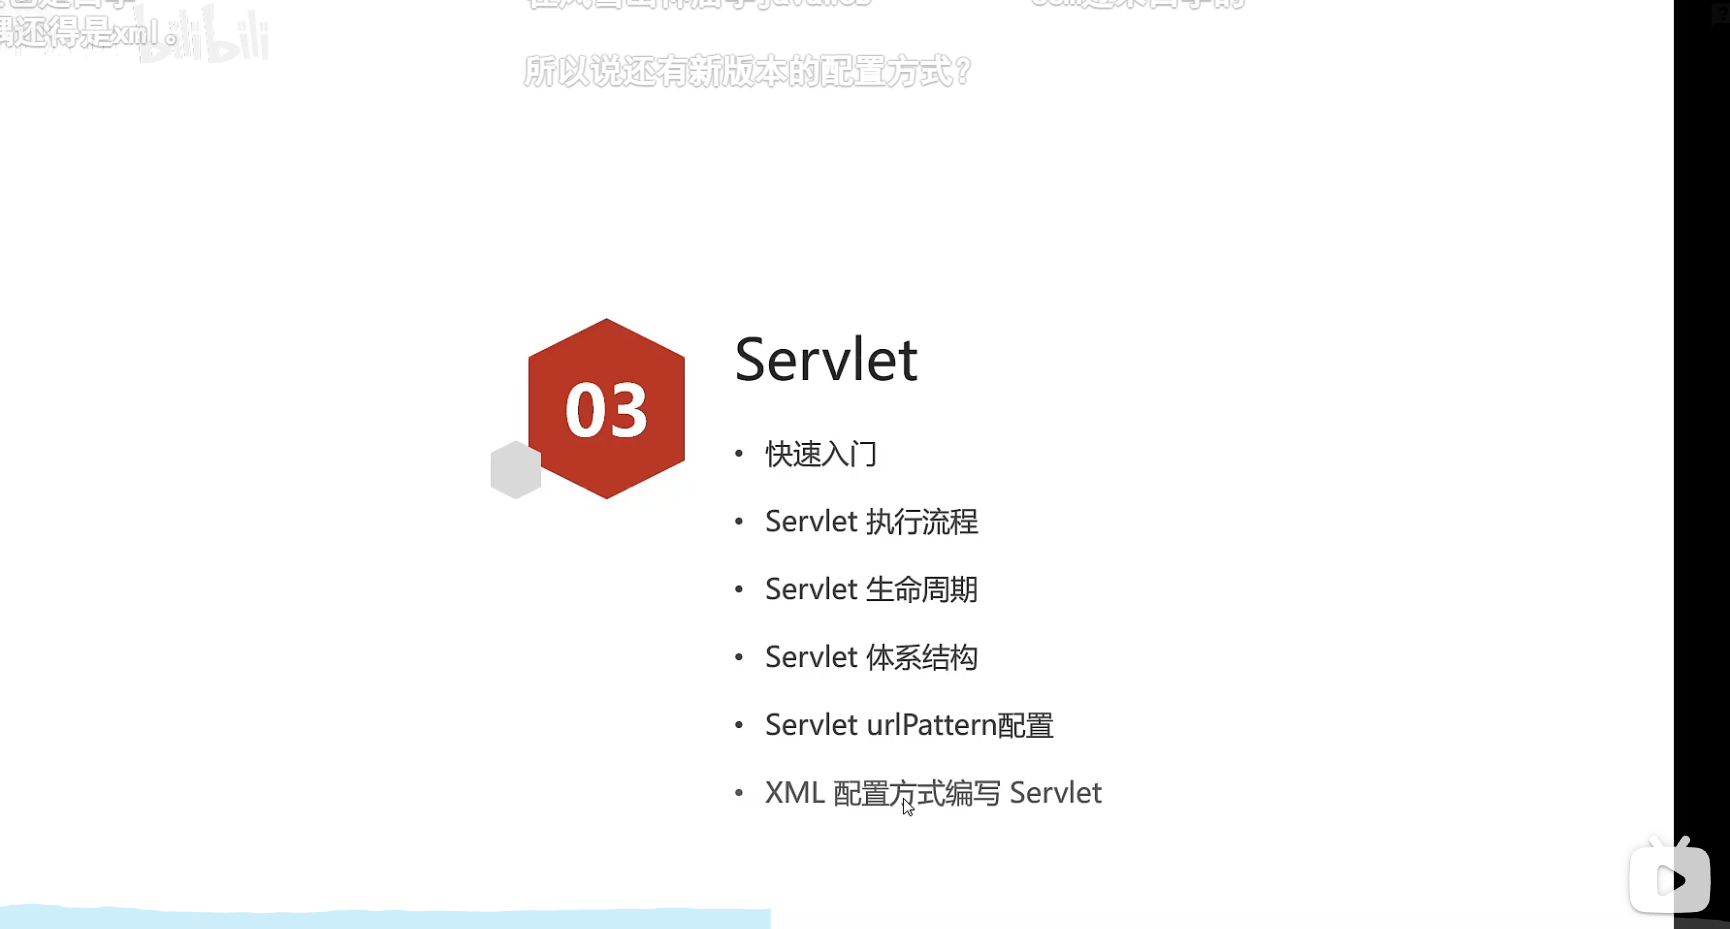 还得是xml。
bilibili
所以说还有新版本的配置方式？
03
Servlet
• 快速入门
• Servlet 执行流程
• Servlet 生命周期
• Servlet 体系结构
• Servlet urlPattern配置
• XML 配置方式编写 Servlet